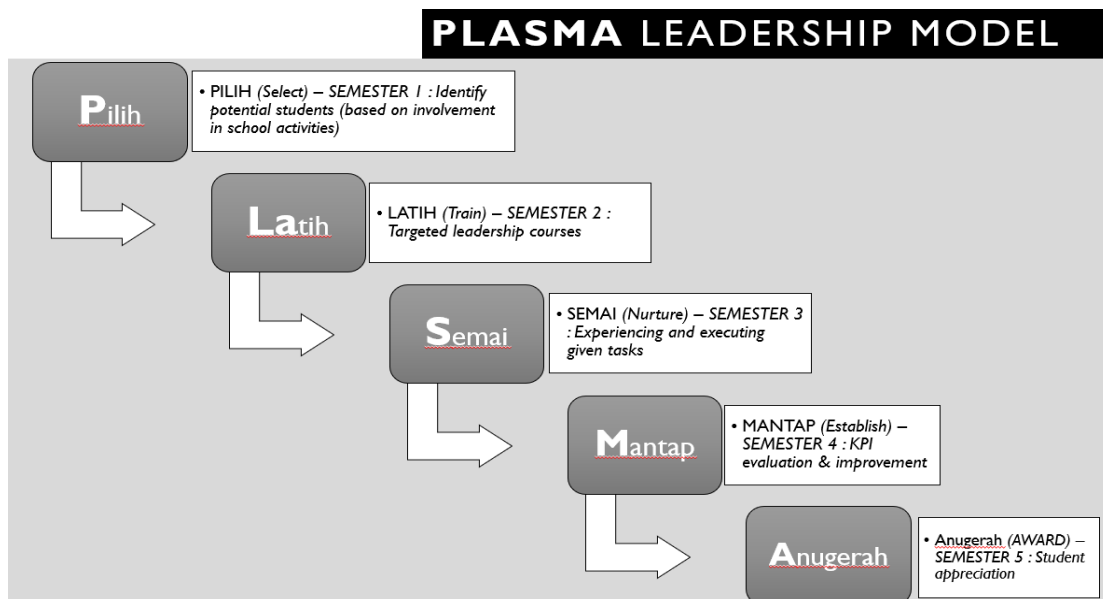 PLASMA LEADERSHIP MODEL
Pilih
• PILIH (Select) – SEMESTER 1 : Identify
potential students (based on involvement
in school activities)
Latih
• LATIH (Train) – SEMESTER 2 :
Targeted leadership courses
Semai
• SEMAI (Nurture) – SEMESTER 3
: Experiencing and executing
given tasks
Mantap
• MANTAP (Establish) –
SEMESTER 4 : KPI
evaluation & improvement
Anugerah
• Anugerah (AWARD) –
SEMESTER 5 : Student
appreciation